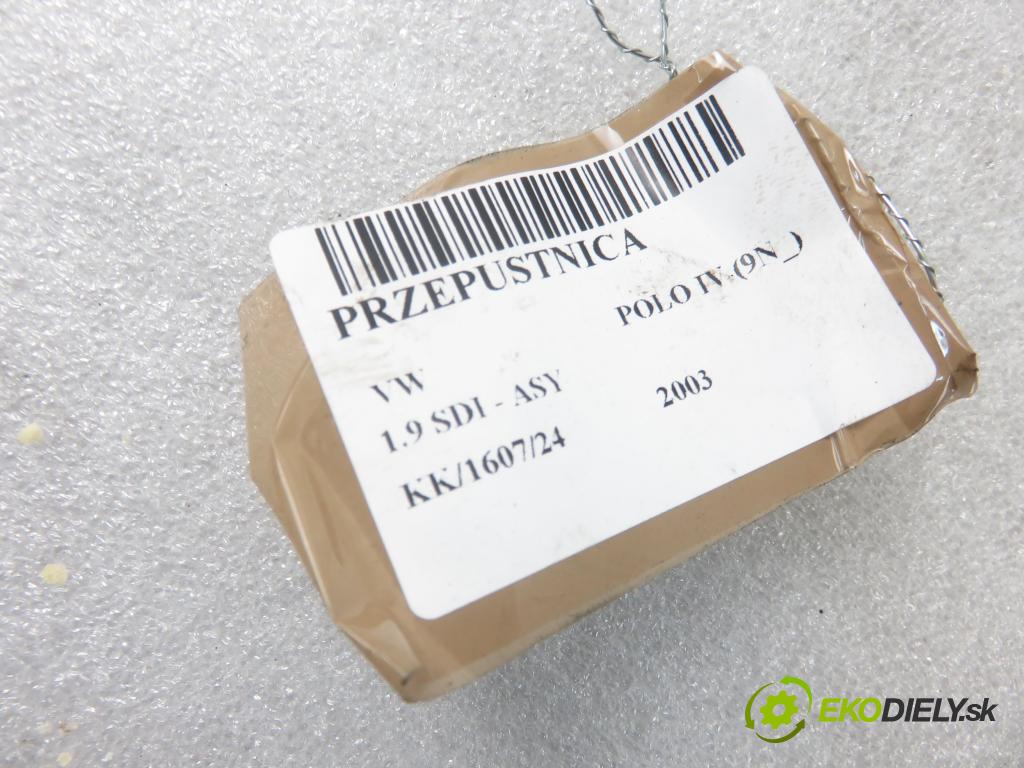 PRZEPUSTNICA
VW POLO IV (9N_)
1.9 SDI - ASY
KK/1607/24 2003
EKODIELY.sk